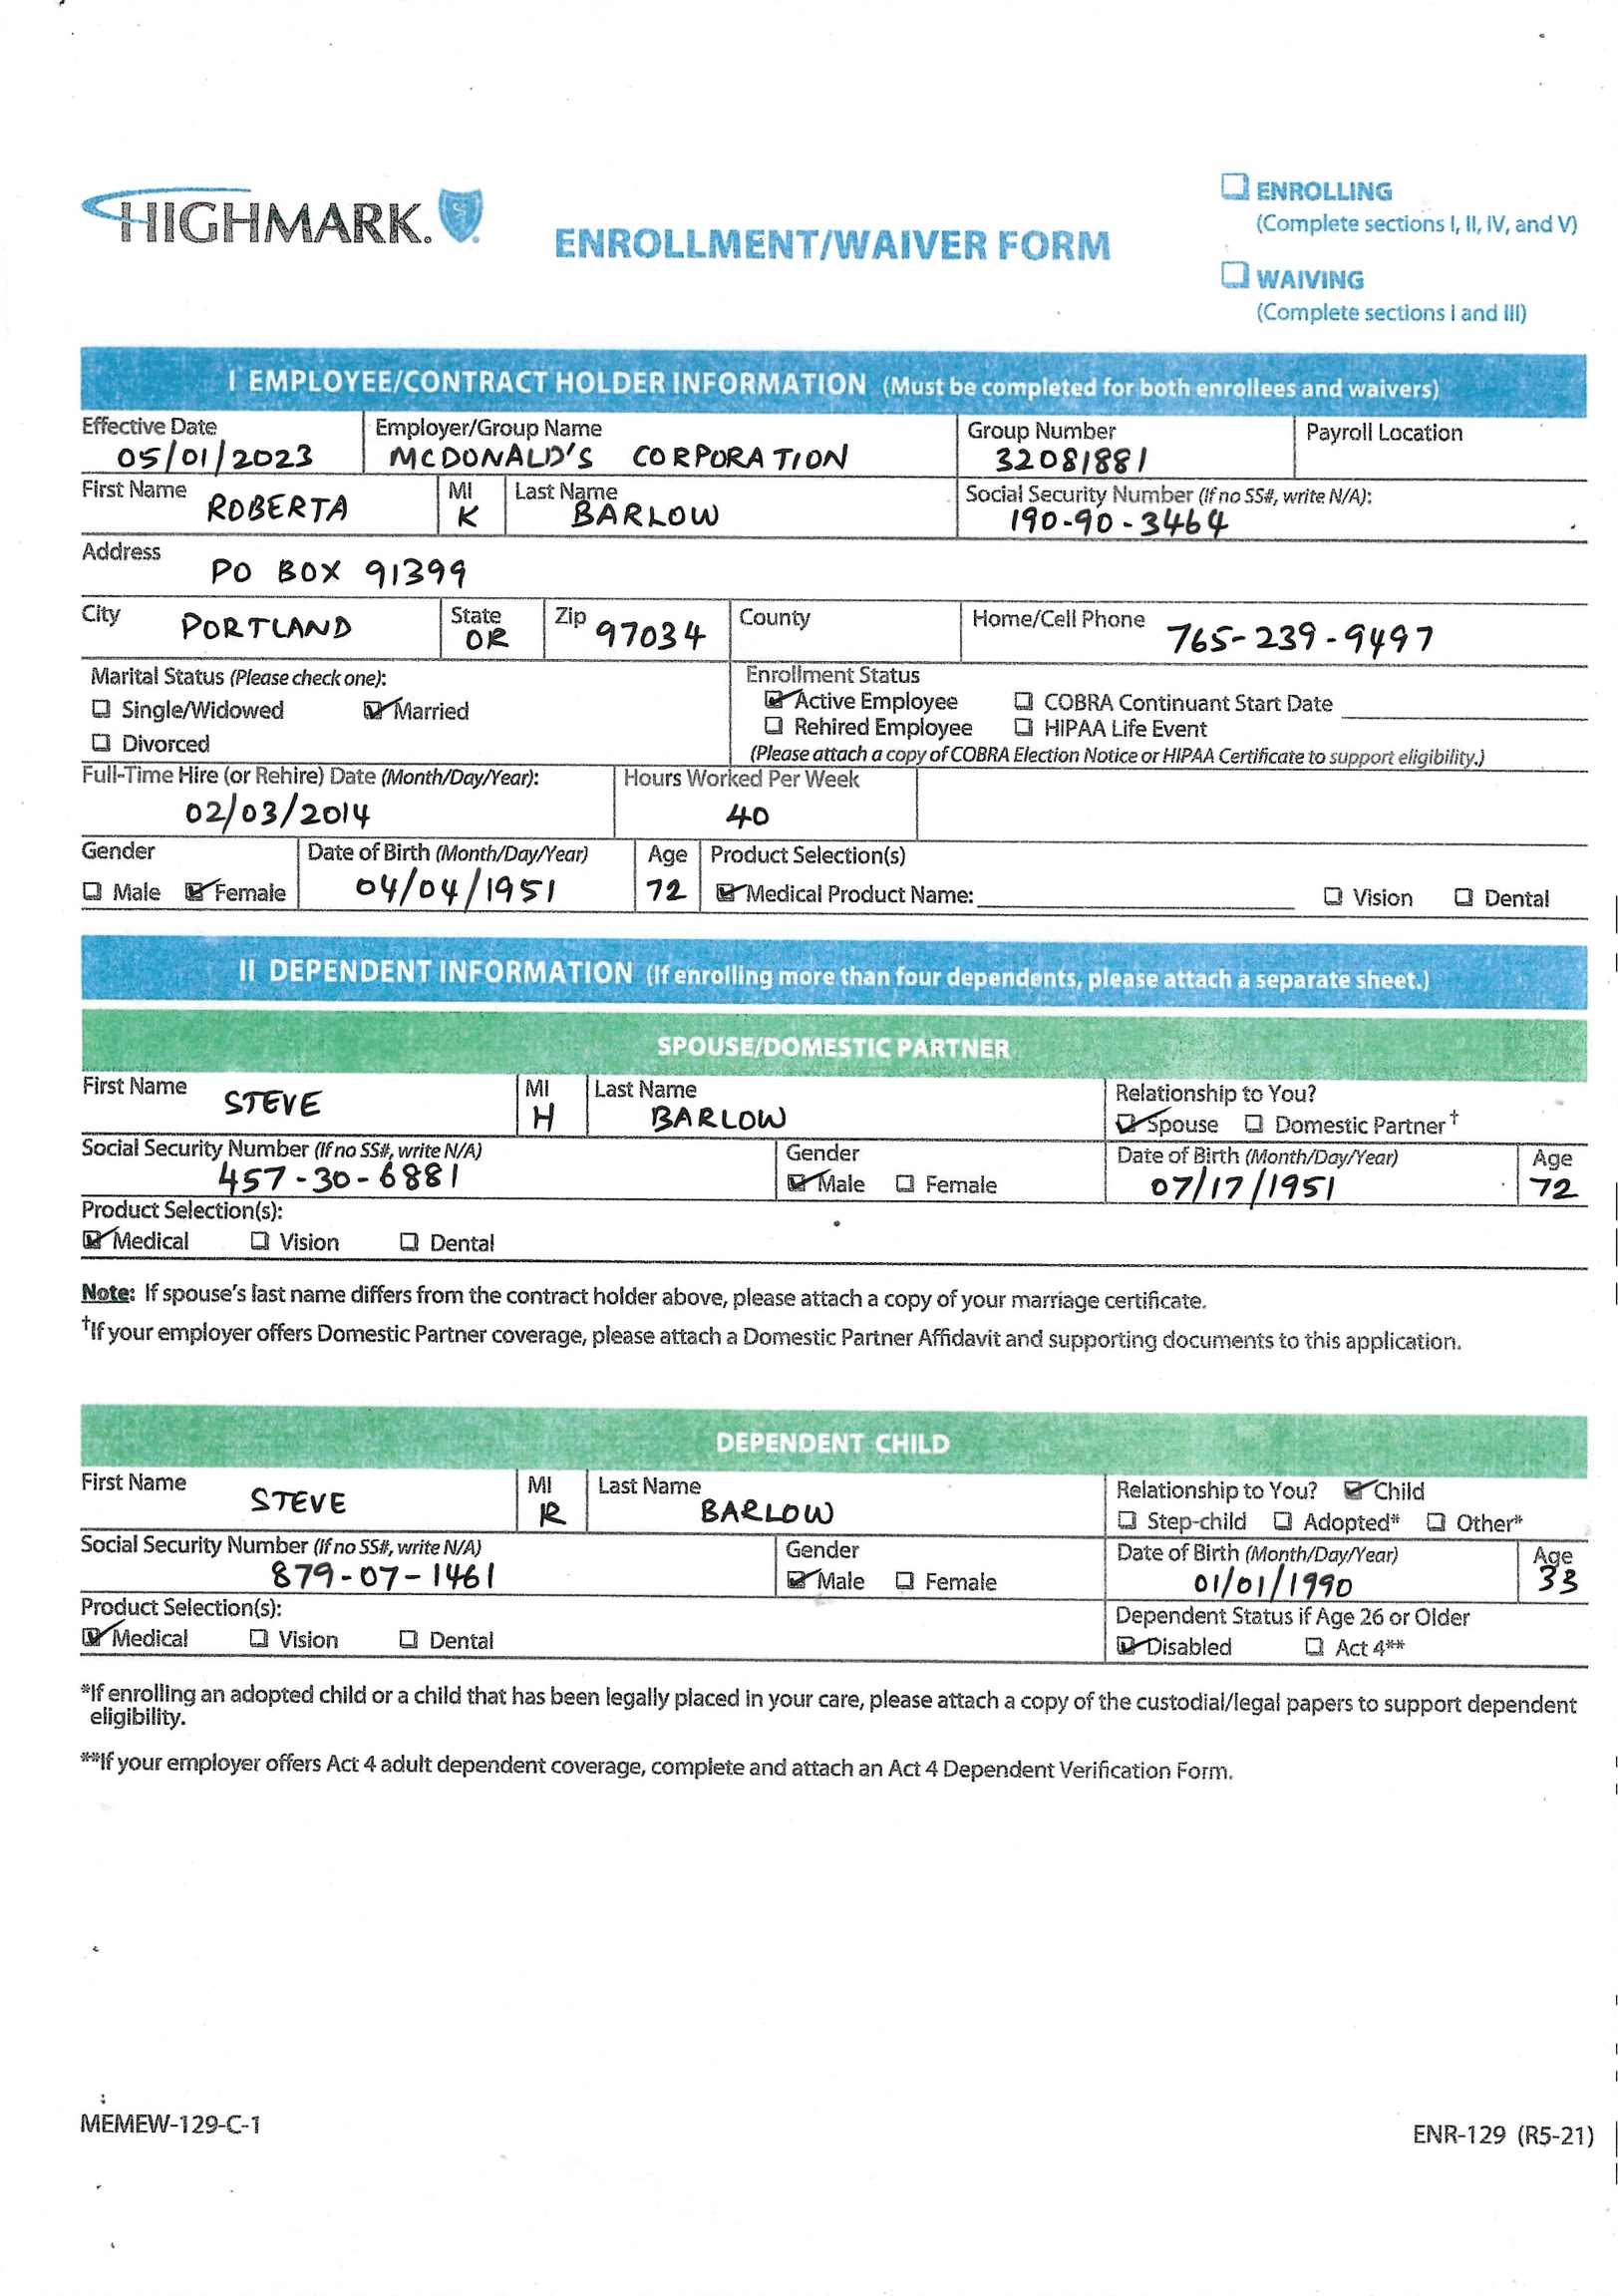 HIGHMARK.
ENROLLMENT/WAIVER FORM
ENROLLING
(Complete sections I, II, IV, and V)
WAIVING
(Complete sections I and III)
I EMPLOYEE/CONTRACT HOLDER INFORMATION (Must be completed for both enrollees and waivers)
Effective Date Employer/Group Name Group Number Payroll Location
05/01/2023 MCDONALD'S CORPORATION 32081881
First Name ROBERTA MI K Last Name BARLOW Social Security Number (If no SS#, write N/A): 190-90-3464
Address PO BOX 91399
City PORTLAND State OR Zip 97034 County Home/Cell Phone 765-239-9497
Marital Status (Please check one): Enrollment Status
Single/Widowed Married Active Employee COBRA Continuant Start Date
Divorced Rehired Employee HIPAA Life Event
(Please attach a copy of COBRA Election Notice or HIPAA Certificate to support eligibility.)
Full-Time Hire (or Rehire) Date (Month/Day/Year): Hours Worked Per Week
02/03/2014 40
Gender Date of Birth (Month/Day/Year) Age Product Selection(s)
Male Female 04/04/1951 72 Medical Product Name: Vision Dental
II DEPENDENT INFORMATION (If enrolling more than four dependents, please attach a separate sheet.)
SPOUSE/DOMESTIC PARTNER
First Name STEVE MI H Last Name BARLOW Relationship to You?
Spouse Domestic Partner†
Social Security Number (If no SS#, write N/A) Gender Date of Birth (Month/Day/Year) Age
457-30-6881 Male Female 07/17/1951 72
Product Selection(s):
Medical Vision Dental
Note: If spouse's last name differs from the contract holder above, please attach a copy of your marriage certificate.
†If your employer offers Domestic Partner coverage, please attach a Domestic Partner Affidavit and supporting documents to this application.
DEPENDENT CHILD
First Name STEVE MI R Last Name BARLOW Relationship to You? Child
Step-child Adopted* Other*
Social Security Number (If no SS#, write N/A) Gender Date of Birth (Month/Day/Year) Age
879-07-1461 Male Female 01/01/1990 33
Product Selection(s): Dependent Status if Age 26 or Older
Medical Vision Dental Disabled Act 4**
*If enrolling an adopted child or a child that has been legally placed in your care, please attach a copy of the custodial/legal papers to support dependent
eligibility.
**If your employer offers Act 4 adult dependent coverage, complete and attach an Act 4 Dependent Verification Form.
MEMEW-129-C-1
ENR-129 (R5-21)